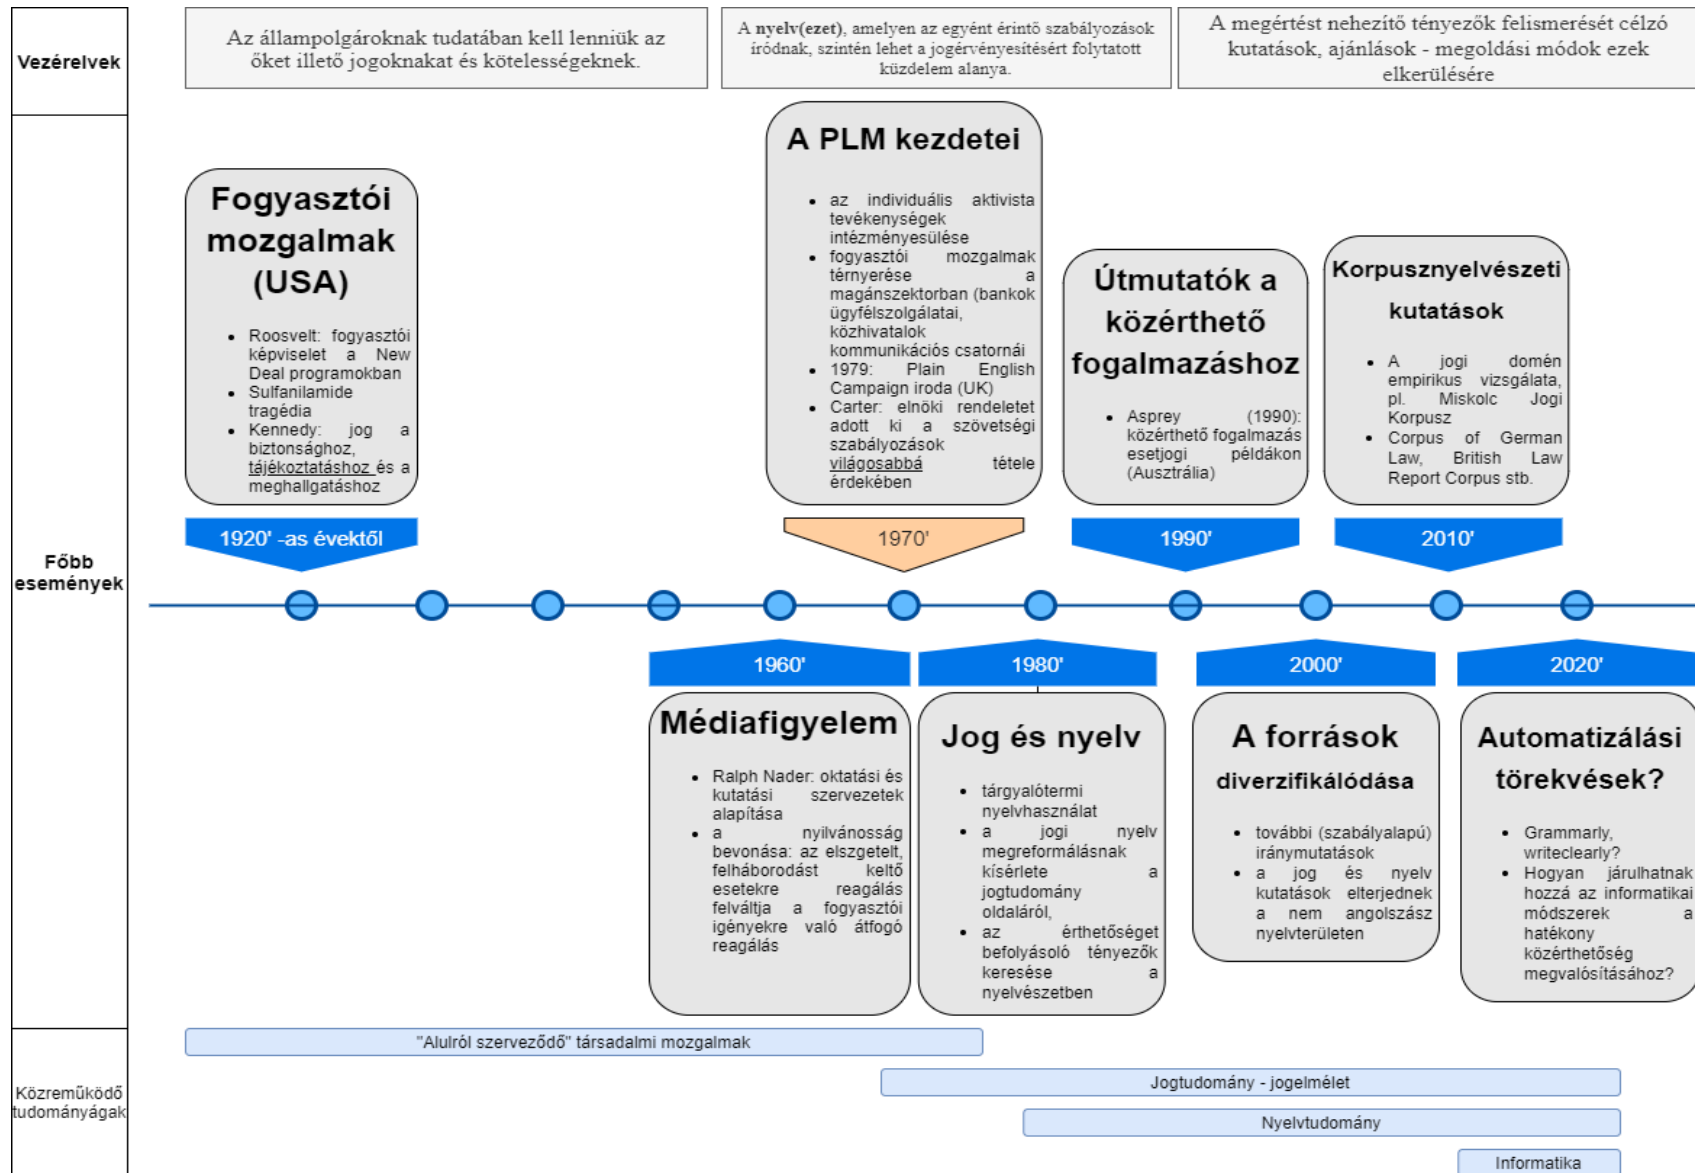 Vezérelvek
Az állampolgároknak tudatában kell lenniük az
őket illető jogoknakat és kötelességeknek.
A nyelv(ezet), amelyen az egyént érintő szabályozások
íródnak, szintén lehet a jogérvényesítésért folytatott
küzdelem alanya.
A megértést nehezítő tényezők felismerését célzó
kutatások, ajánlások - megoldási módok ezek
elkerülésére
Főbb
események
Fogyasztói
mozgalmak
(USA)
• Roosvelt: fogyasztói
képviselet a New
Deal programokban
• Sulfanilamide
tragédia
• Kennedy: jog a
biztonsághoz,
tájékoztatáshoz és a
meghallgatáshoz
1920' -as évektől
A PLM kezdetei
• az individuális aktivista
tevékenységek
intézményesülése
• fogyasztói mozgalmak
térnyerése a
magánszektorban (bankok
ügyfélszolgálatai,
közhivatalok
kommunikációs csatornái
• 1979: Plain English
Campaign iroda (UK)
• Carter: elnöki rendeletet
adott ki a szövetségi
szabályozások
világosabbá tétele
érdekében
1970'
Útmutatók a
közérthető
fogalmazáshoz
• Asprey (1990):
közérthető fogalmazás
esetjogi példákon
(Ausztrália)
1990'
Korpusznyelvészeti
kutatások
• A jogi domén
empirikus vizsgálata,
pl. Miskolc Jogi
Korpusz
• Corpus of German
Law, British Law
Report Corpus stb.
2010'
1960'
Médiafigyelem
• Ralph Nader: oktatási és
kutatási szervezetek
alapítása
• a nyilvánosság
bevonása: az elszgetelt,
felháborodást keltő
esetekre reagálás
felváltja a fogyasztói
igényekre való átfogó
reagálás
1980'
Jog és nyelv
• tárgyalótermi
nyelvhasználat
• a jogi nyelv
megreformálásnak
kísérlete a
jogtudomány
oldaláról,
• az érthetőséget
befolyásoló tényezők
keresése a
nyelvészetben
2000'
A források
diverzifikálódása
• további (szabályalapú)
iránymutatások
• a jog és nyelv
kutatások elterjednek
a nem angolszász
nyelvterületen
2020'
Automatizálási
törekvések?
• Grammarly,
writeclearly?
• Hogyan járulhatnak
hozzá az informatikai
módszerek a
hatékony
közérthetőség
megvalósításához?
Közreműködő
tudományágak
"Alulról szerveződő" társadalmi mozgalmak
Jogtudomány - jogelmélet
Nyelvtudomány
Informatika